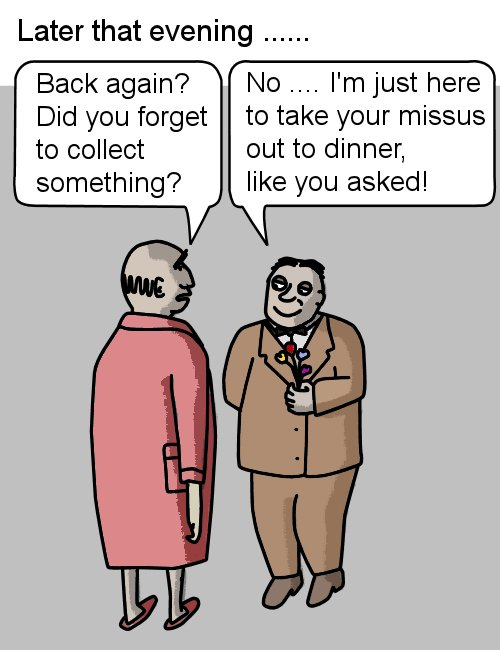 Later that evening ......
Back again?
Did you forget
to collect
something?
No .... I'm just here
to take your missus
out to dinner,
like you asked!